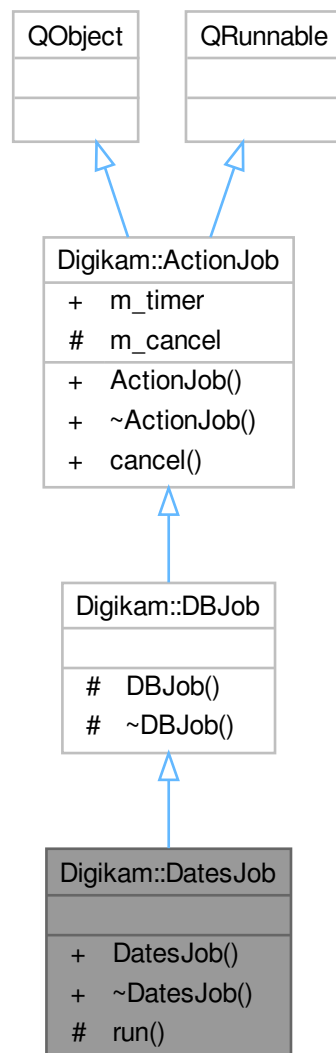 QObject
QRunnable
Digikam::ActionJob
+ m_timer
# m_cancel
+ ActionJob()
+ ~ActionJob()
+ cancel()
Digikam::DBJob
# DBJob()
# ~DBJob()
Digikam::DatesJob
+ DatesJob()
+ ~DatesJob()
# run()